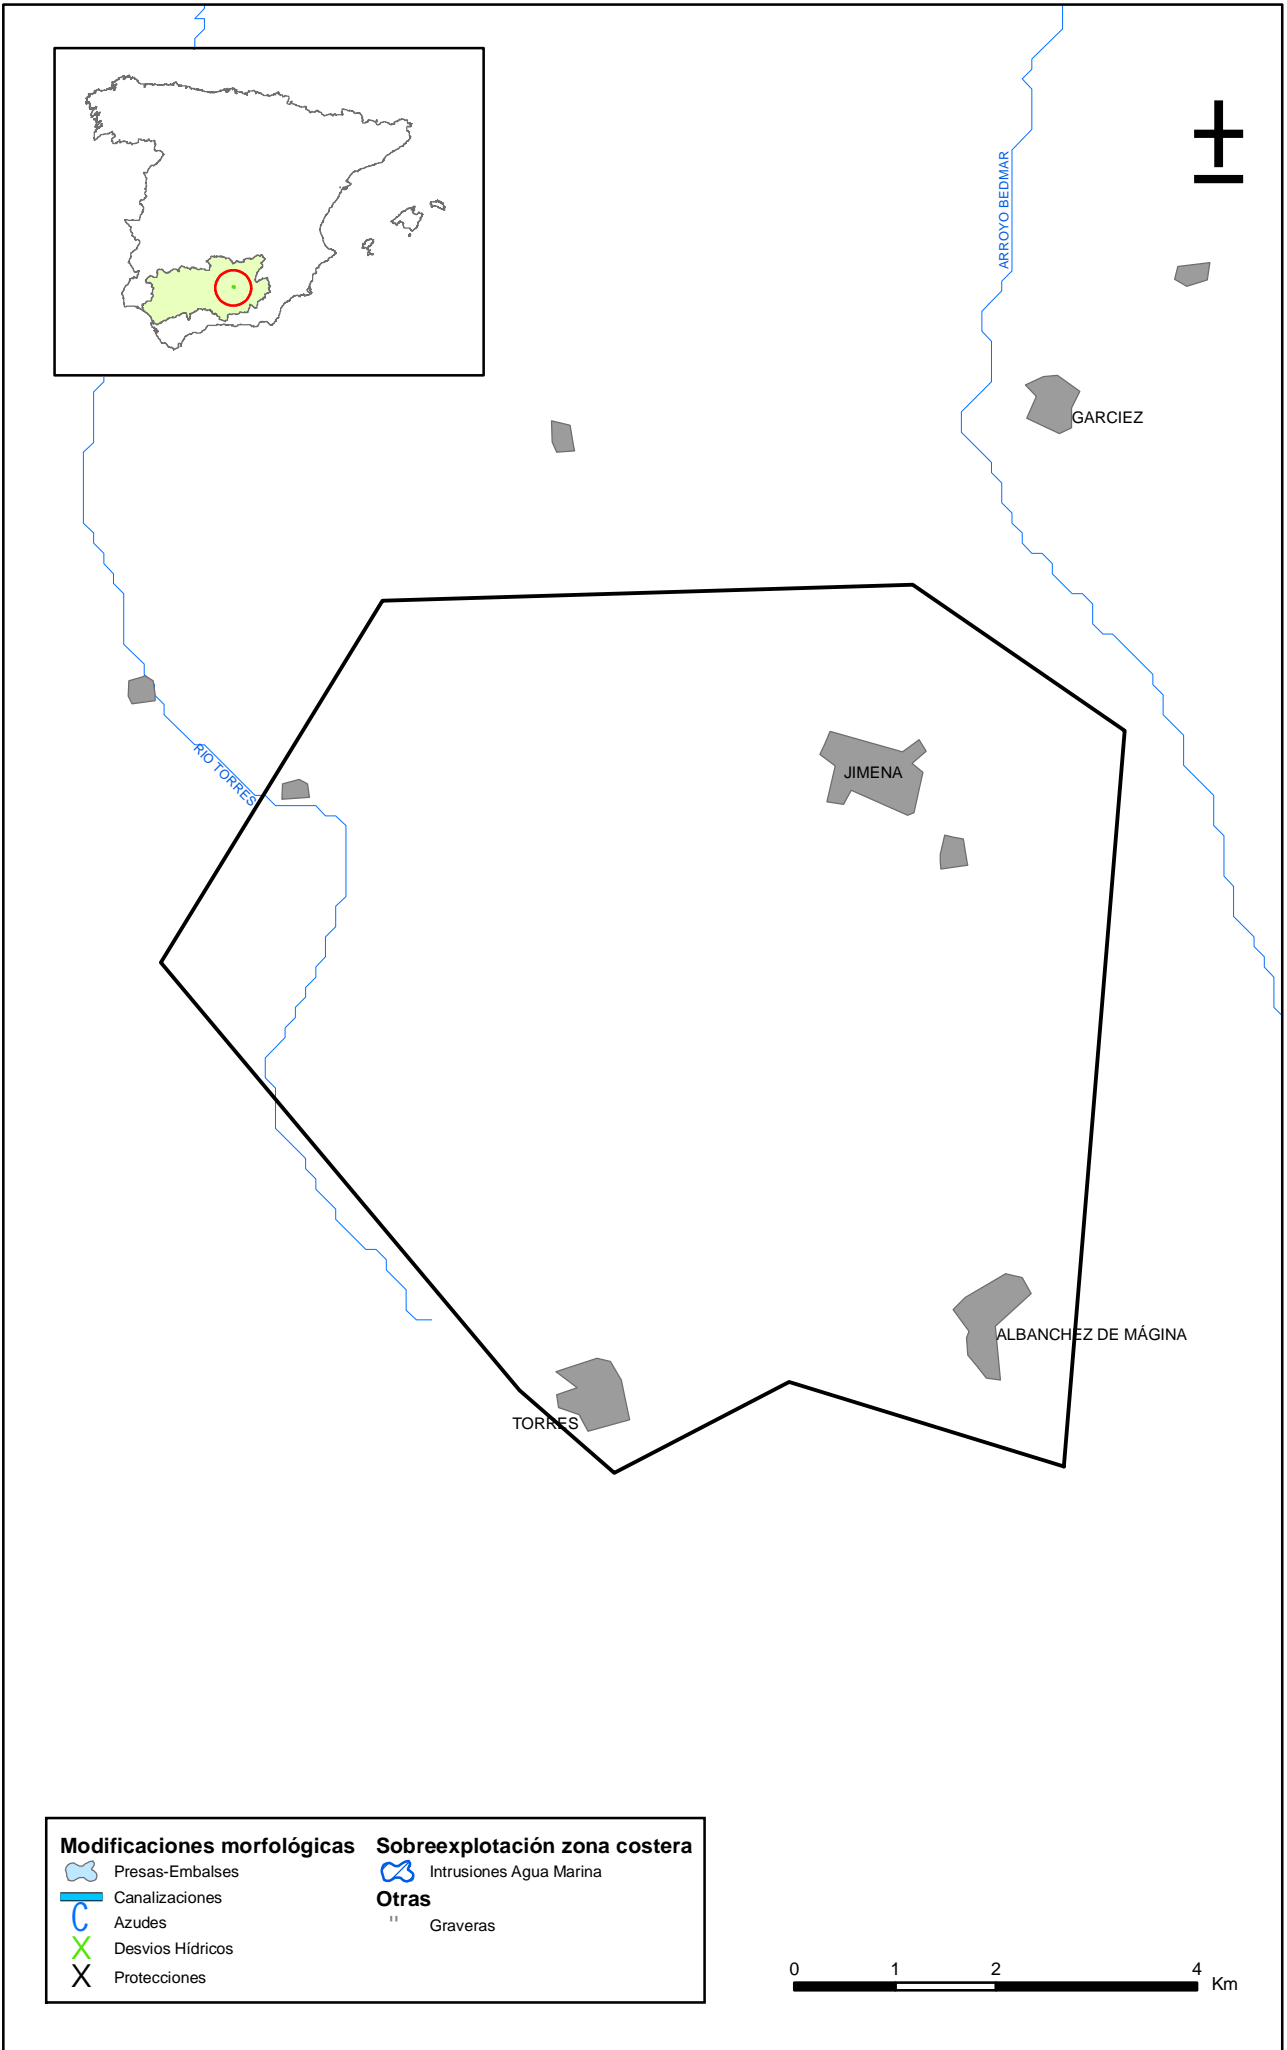 ARROYO BEDMAR
GARCIEZ
RIO TORRES
JIMENA
ALBANCHEZ DE MÁGINA
TORRES
Modificaciones morfológicas
Presas-Embalses
Canalizaciones
C Azudes
X Desvios Hídricos
X Protecciones
Sobreexplotación zona costera
Intrusiones Agua Marina
Otras
" Graveras
0 1 2 4
Km